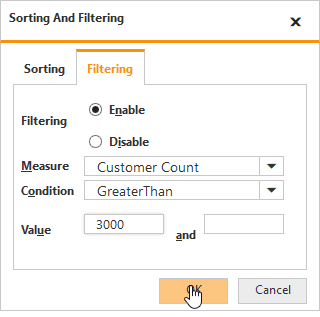 Sorting And Filtering
Sorting Filtering
Filtering Enable
Disable
Measure Customer Count
Condition GreaterThan
Value 3000 and
OK Cancel